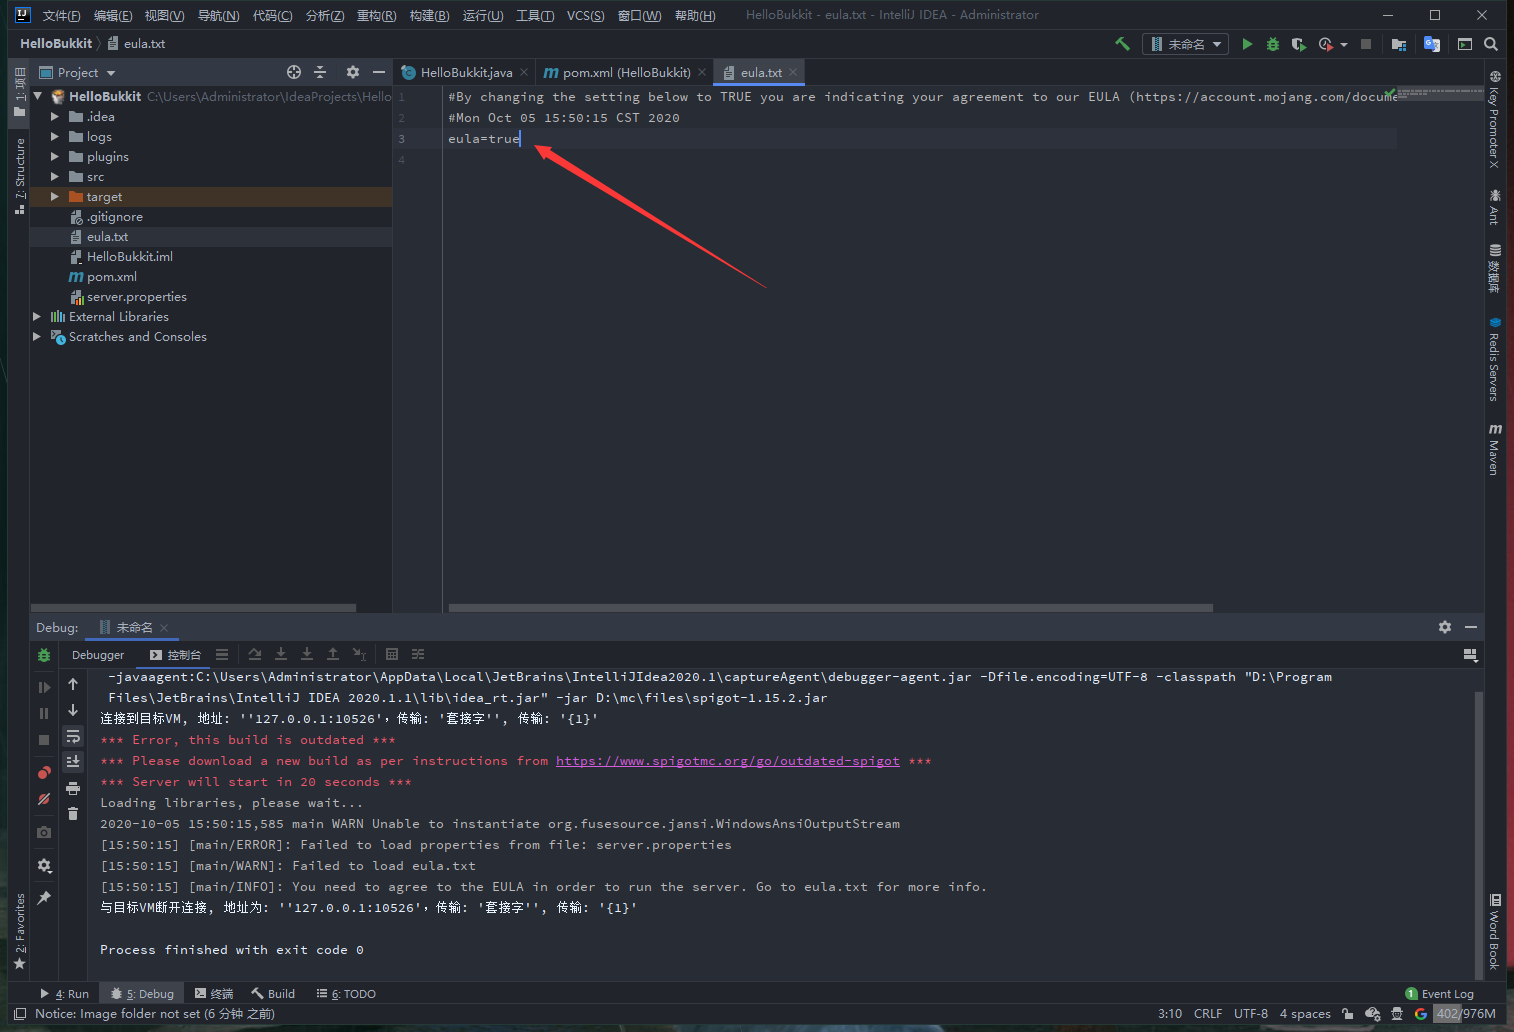 文件(F) 编辑(E) 视图(V) 导航(N) 代码(C) 分析(Z) 重构(R) 构建(B) 运行(U) 工具(T) VCS(S) 窗口(W) 帮助(H) HelloBukkit - eula.txt - IntelliJ IDEA - Administrator
HelloBukkit eula.txt 未命名
1: 项目
7: Structure
2: Favorites
Project
HelloBukkit C:\Users\Administrator\IdeaProjects\Hello
.idea
logs
plugins
src
target
.gitignore
eula.txt
HelloBukkit.iml
pom.xml
server.properties
External Libraries
Scratches and Consoles
HelloBukkit.java pom.xml (HelloBukkit) eula.txt
1 #By changing the setting below to TRUE you are indicating your agreement to our EULA (https://account.mojang.com/docume
2 #Mon Oct 05 15:50:15 CST 2020
3 eula=true
4
Key Promoter X
Ant
数据库
Redis Servers
Maven
Word Book
Debug: 未命名
Debugger 控制台
-javaagent:C:\Users\Administrator\AppData\Local\JetBrains\IntelliJIdea2020.1\captureAgent\debugger-agent.jar -Dfile.encoding=UTF-8 -classpath "D:\Program
Files\JetBrains\IntelliJ IDEA 2020.1.1\lib\idea_rt.jar" -jar D:\mc\files\spigot-1.15.2.jar
连接到目标VM, 地址: ''127.0.0.1:10526'，传输: '套接字'', 传输: '{1}'
*** Error, this build is outdated ***
*** Please download a new build as per instructions from https://www.spigotmc.org/go/outdated-spigot ***
*** Server will start in 20 seconds ***
Loading libraries, please wait...
2020-10-05 15:50:15,585 main WARN Unable to instantiate org.fusesource.jansi.WindowsAnsiOutputStream
[15:50:15] [main/ERROR]: Failed to load properties from file: server.properties
[15:50:15] [main/WARN]: Failed to load eula.txt
[15:50:15] [main/INFO]: You need to agree to the EULA in order to run the server. Go to eula.txt for more info.
与目标VM断开连接, 地址为: ''127.0.0.1:10526'，传输: '套接字'', 传输: '{1}'
Process finished with exit code 0
4: Run 5: Debug 终端 Build 6: TODO 1 Event Log
Notice: Image folder not set (6 分钟 之前) 3:10 CRLF UTF-8 4 spaces 402/976M